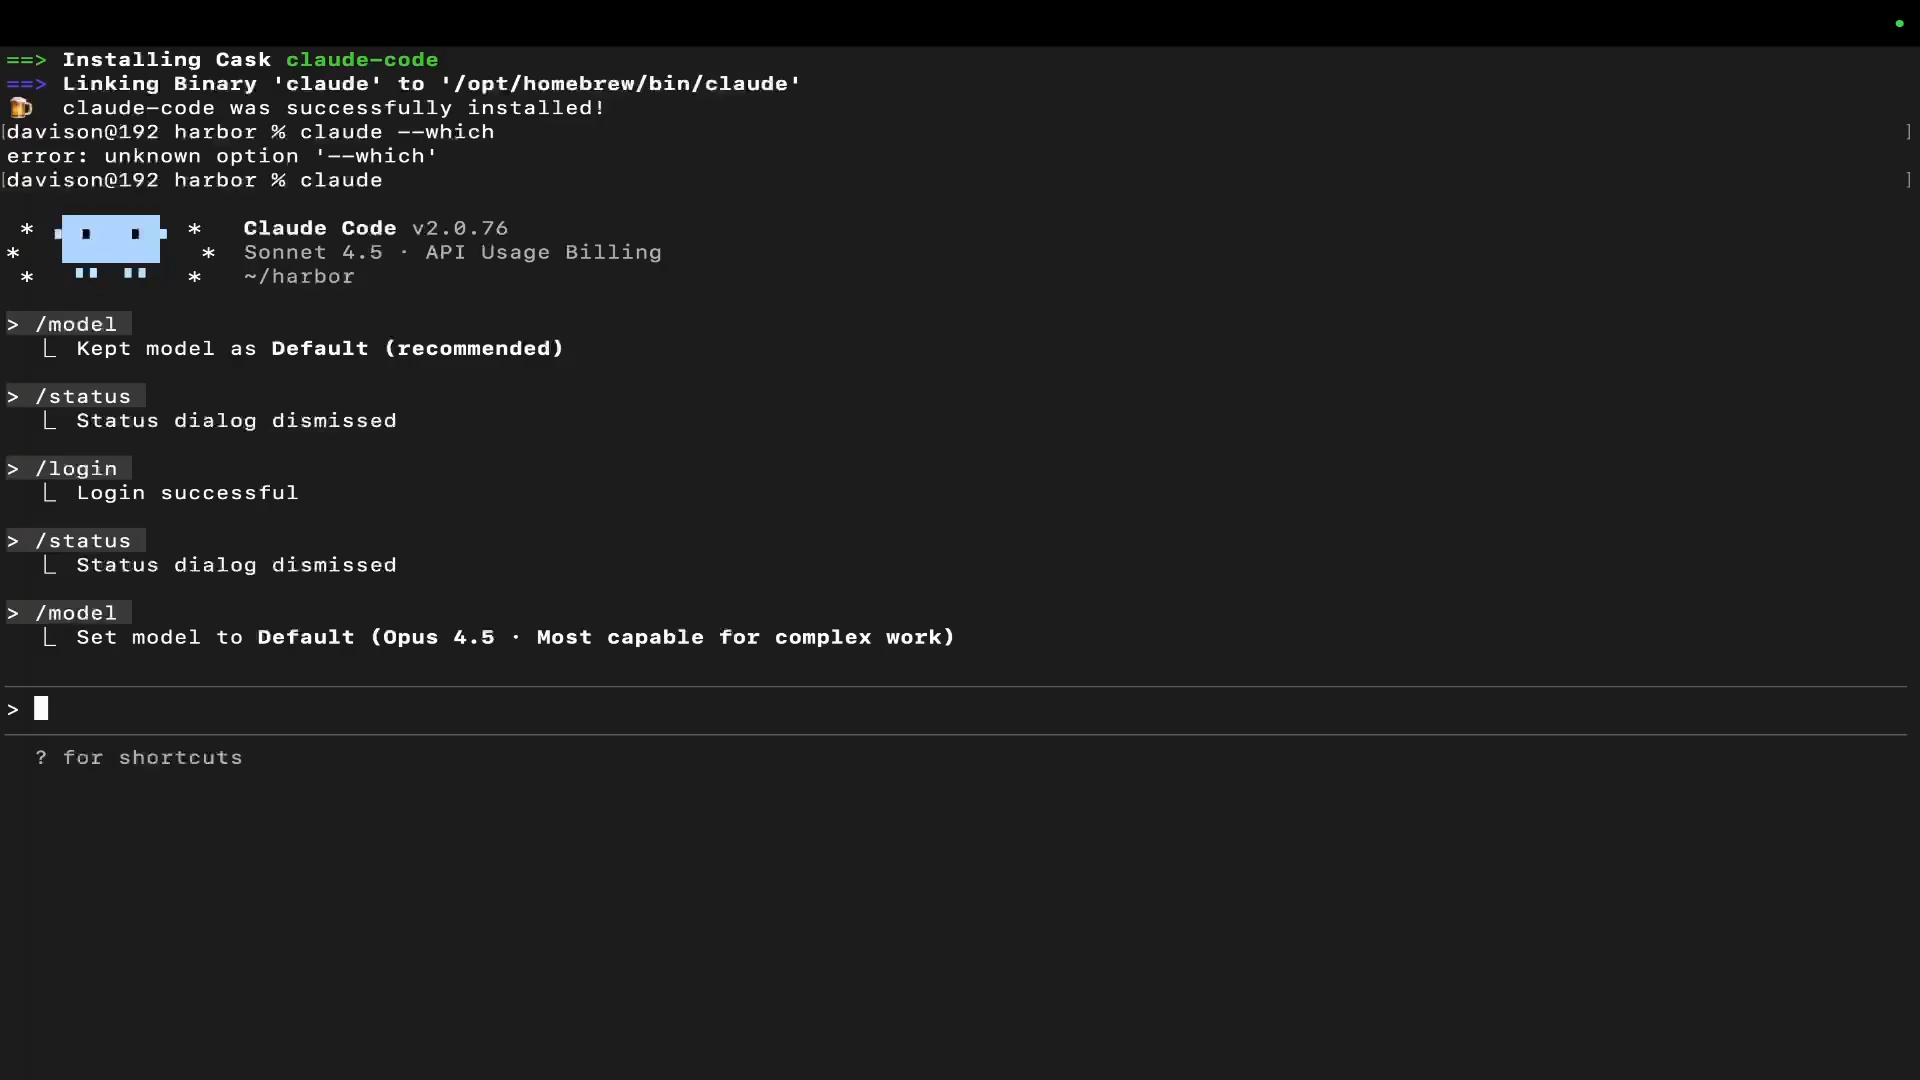 ==> Installing Cask claude-code
==> Linking Binary 'claude' to '/opt/homebrew/bin/claude'
🍺  claude-code was successfully installed!
[davison@192 harbor % claude --which ]
error: unknown option '--which'
[davison@192 harbor % claude ]
* * Claude Code v2.0.76
* * Sonnet 4.5 · API Usage Billing
* * ~/harbor
> /model
⎿ Kept model as Default (recommended)
> /status
⎿ Status dialog dismissed
> /login
⎿ Login successful
> /status
⎿ Status dialog dismissed
> /model
⎿ Set model to Default (Opus 4.5 · Most capable for complex work)
>
? for shortcuts